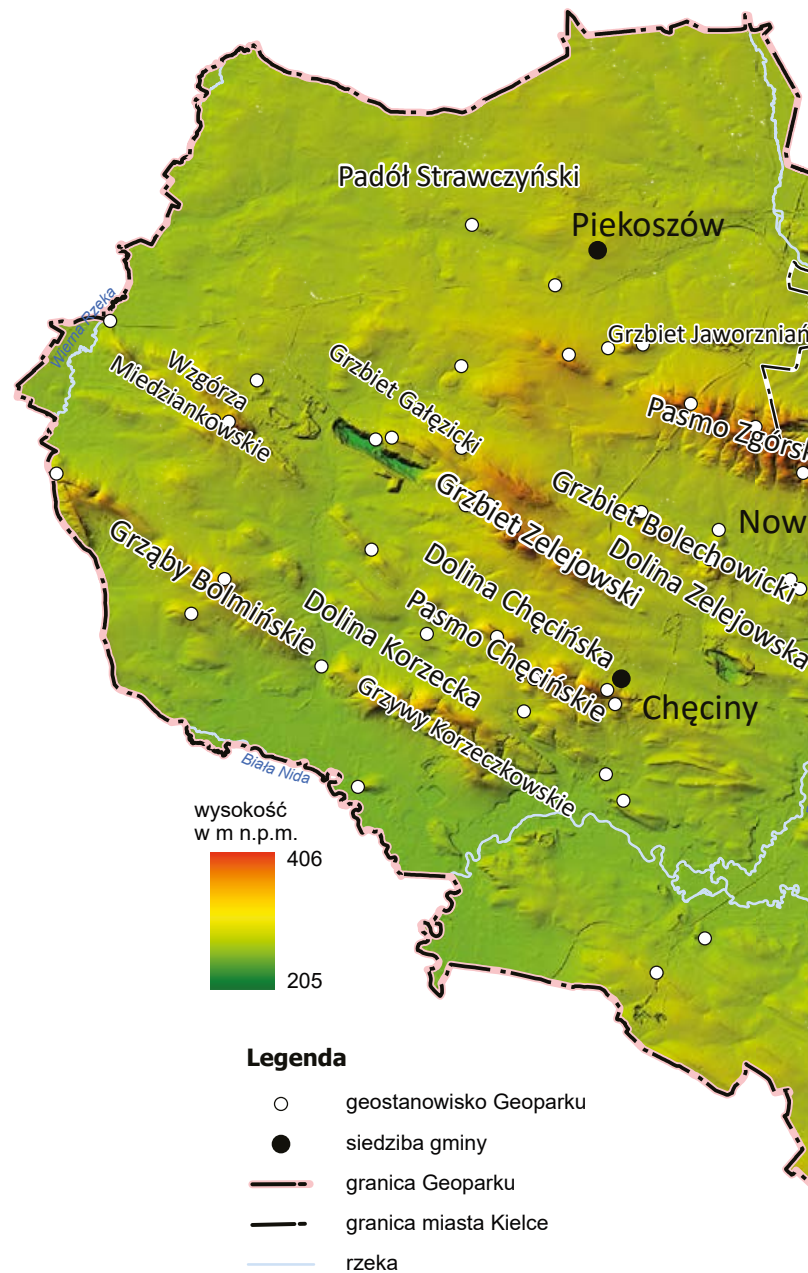 Padół Strawczyński
Piekoszów
Wierna Rzeka
Grzbiet Jaworzniań
Wzgórza
Miedziankowskie
Grzbiet Gałęzicki
Pasmo Zgórsk
Grzbiet Zelejowski
Grzbiet Bolechowicki
Now
Dolina Zelejowska
Grząby Bolmińskie
Dolina Chęcińska
Pasmo Chęcińskie
Dolina Korzecka
Grzywy Korzeczkowskie
Chęciny
Biała Nida
wysokość
w m n.p.m.
406
205
Legenda
geostanowisko Geoparku
siedziba gminy
granica Geoparku
granica miasta Kielce
rzeka